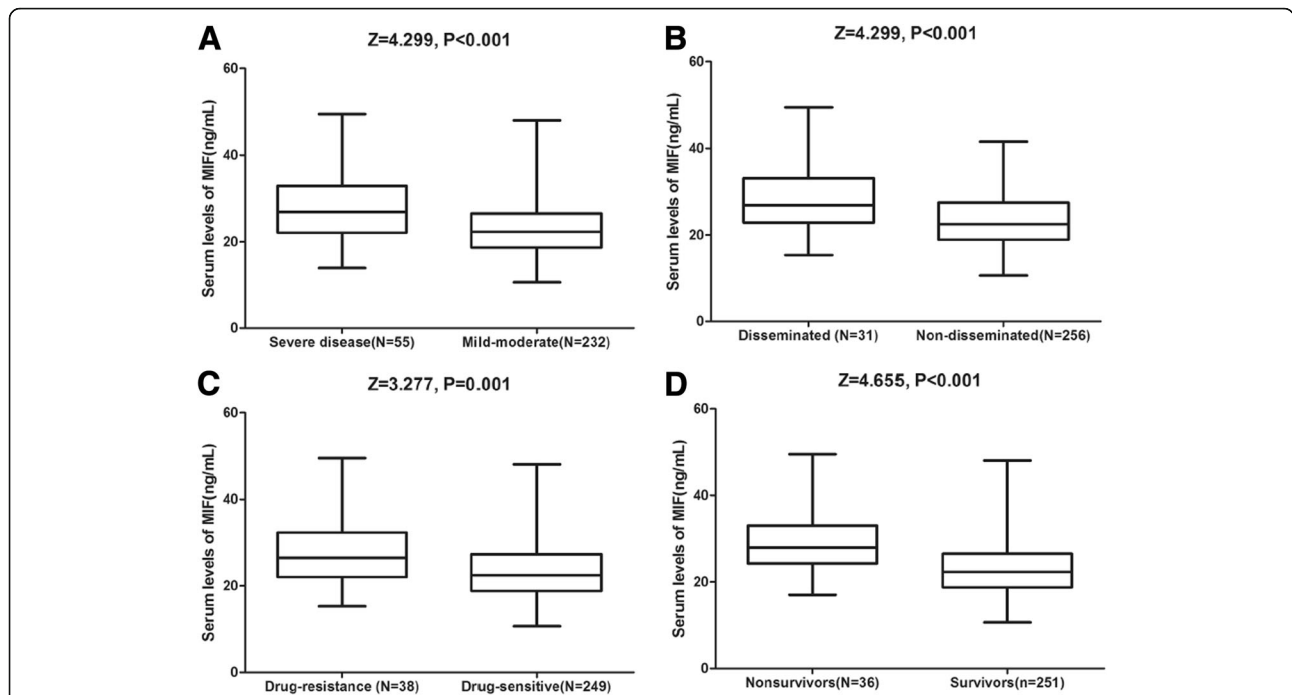 A
Z=4.299, P<0.001
Serum levels of MIF(ng/mL)
60
40
20
0
Severe disease(N=55) Mild-moderate(N=232)
B
Z=4.299, P<0.001
Serum levels of MIF(ng/mL)
60
40
20
0
Disseminated (N=31) Non-disseminated(N=256)
C
Z=3.277, P=0.001
Serum levels of MIF(ng/mL)
60
40
20
0
Drug-resistance (N=38) Drug-sensitive(N=249)
D
Z=4.655, P<0.001
Serum levels of MIF(ng/mL)
60
40
20
0
Nonsurvivors(N=36) Survivors(n=251)